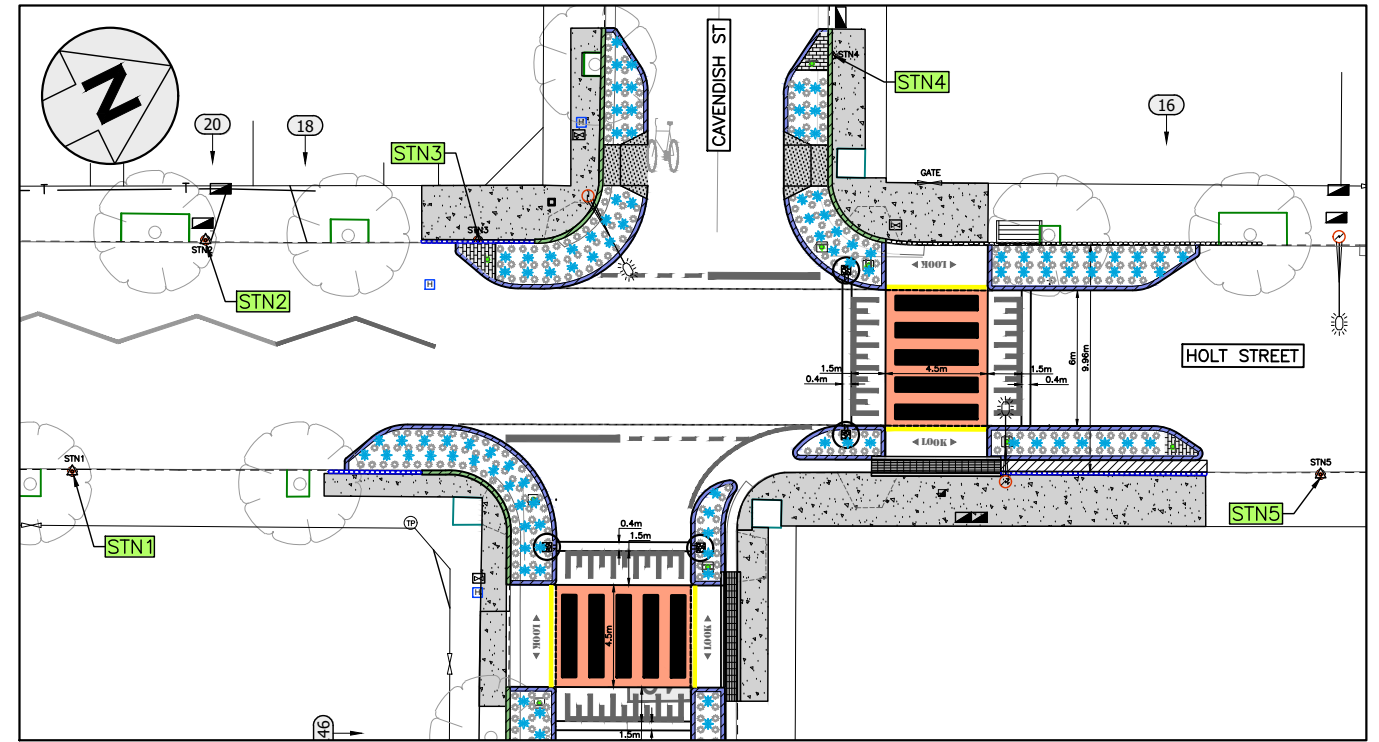 N
20
18
STN3
STN3
STN2
STN2
T
T
H
H
CAVENDISH ST
STN4
STN4
16
GATE
LOOK
HOLT STREET
6m
9.96m
1.5m
4.5m
1.5m
0.4m
0.4m
LOOK
STN1
STN1
TP
H
0.4m
1.5m
LOOK
4.5m
LOOK
1.5m
STN5
STN5
46